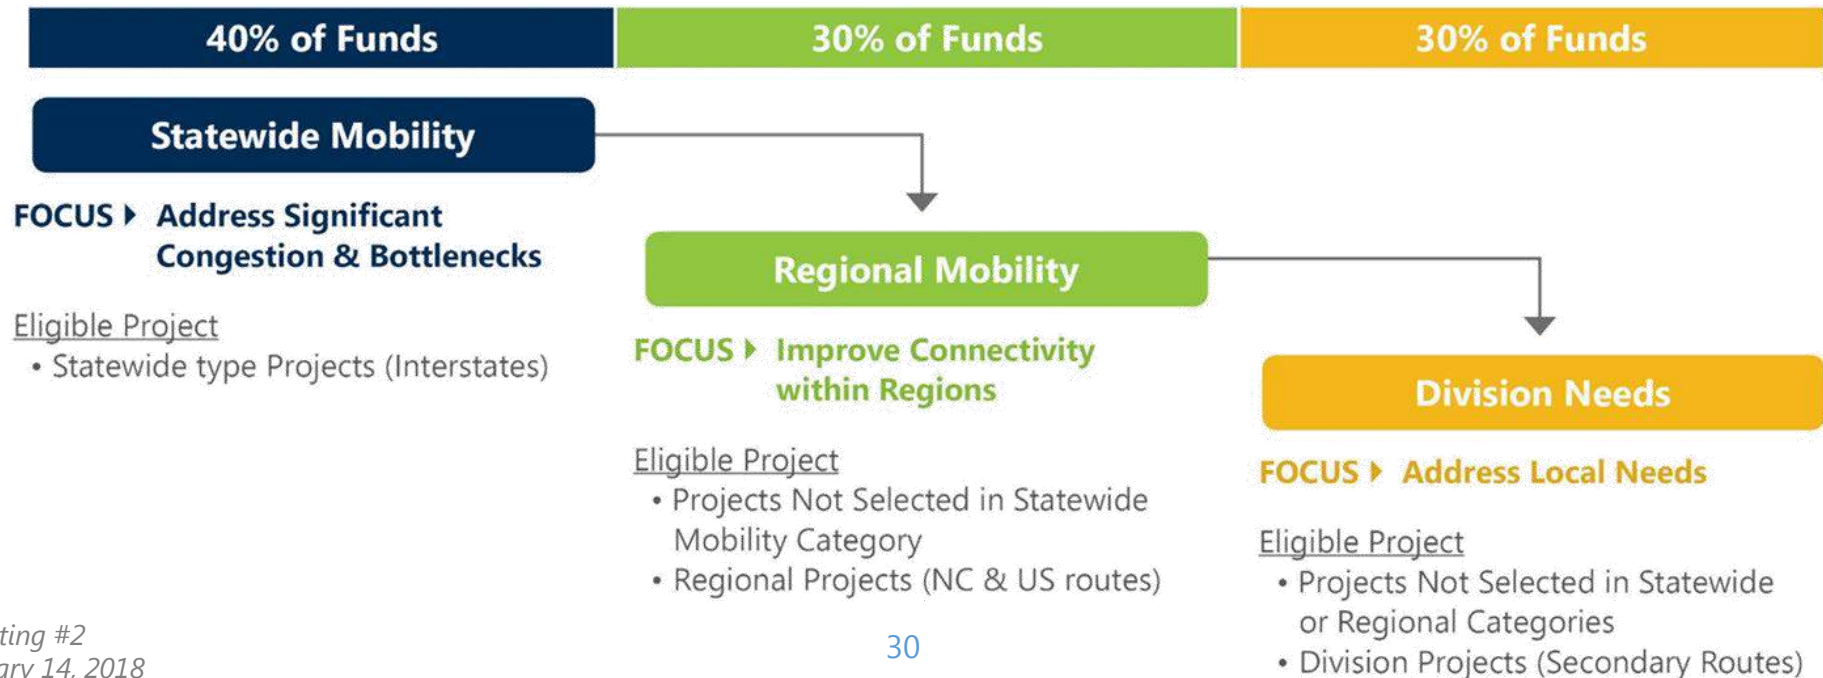 40% of Funds
30% of Funds
30% of Funds
Statewide Mobility
FOCUS Address Significant
Congestion & Bottlenecks
Eligible Project
• Statewide type Projects (Interstates)
Regional Mobility
FOCUS Improve Connectivity
within Regions
Eligible Project
• Projects Not Selected in Statewide
Mobility Category
• Regional Projects (NC & US routes)
Division Needs
FOCUS Address Local Needs
Eligible Project
• Projects Not Selected in Statewide
or Regional Categories
• Division Projects (Secondary Routes)
#2
14, 2018
30